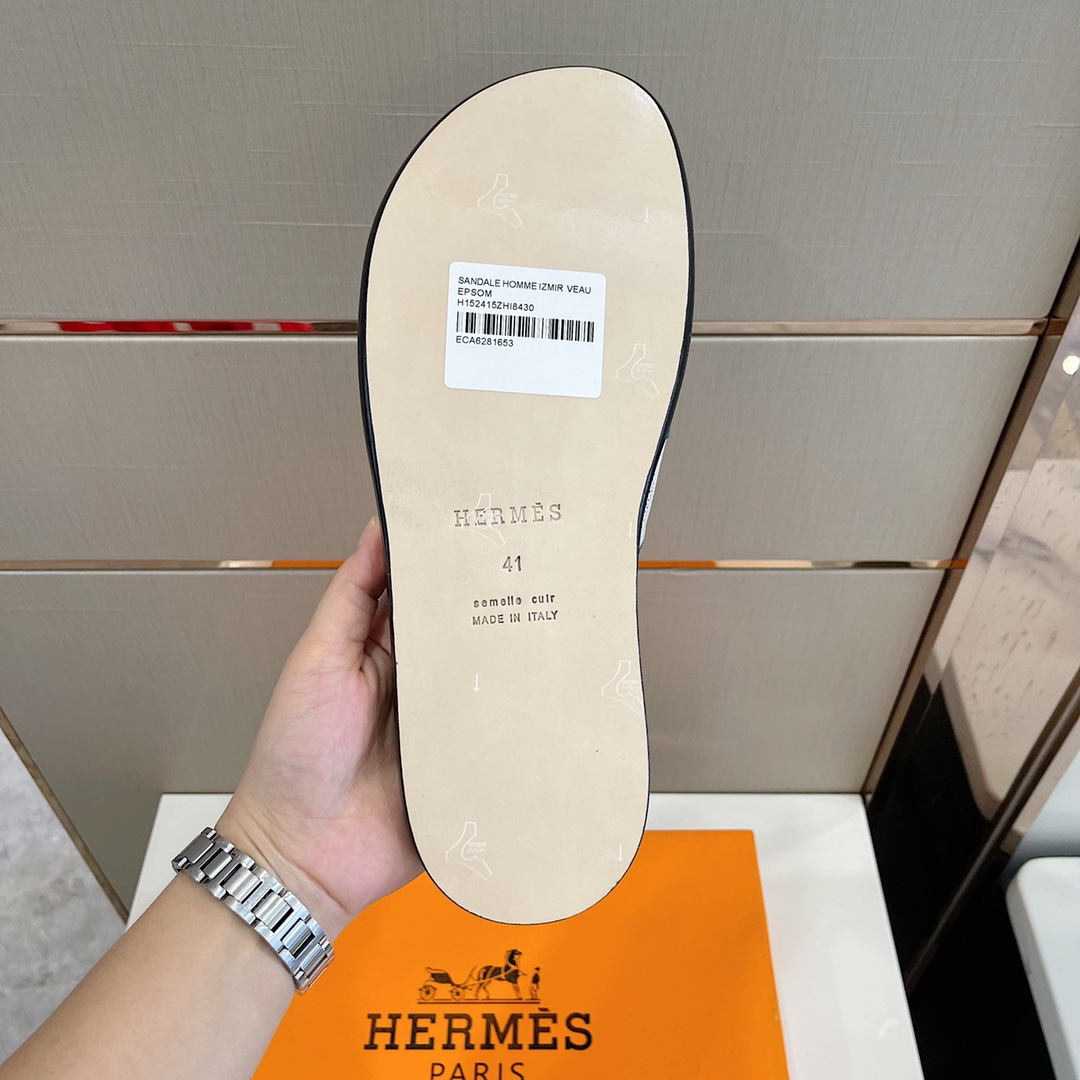 SANDALE HOMME IZMIR VEAU
EPSOM
H152415ZHI8430
ECA6281653
HERMÈS
41
semelle cuir
MADE IN ITALY
HERMÈS
PARIS